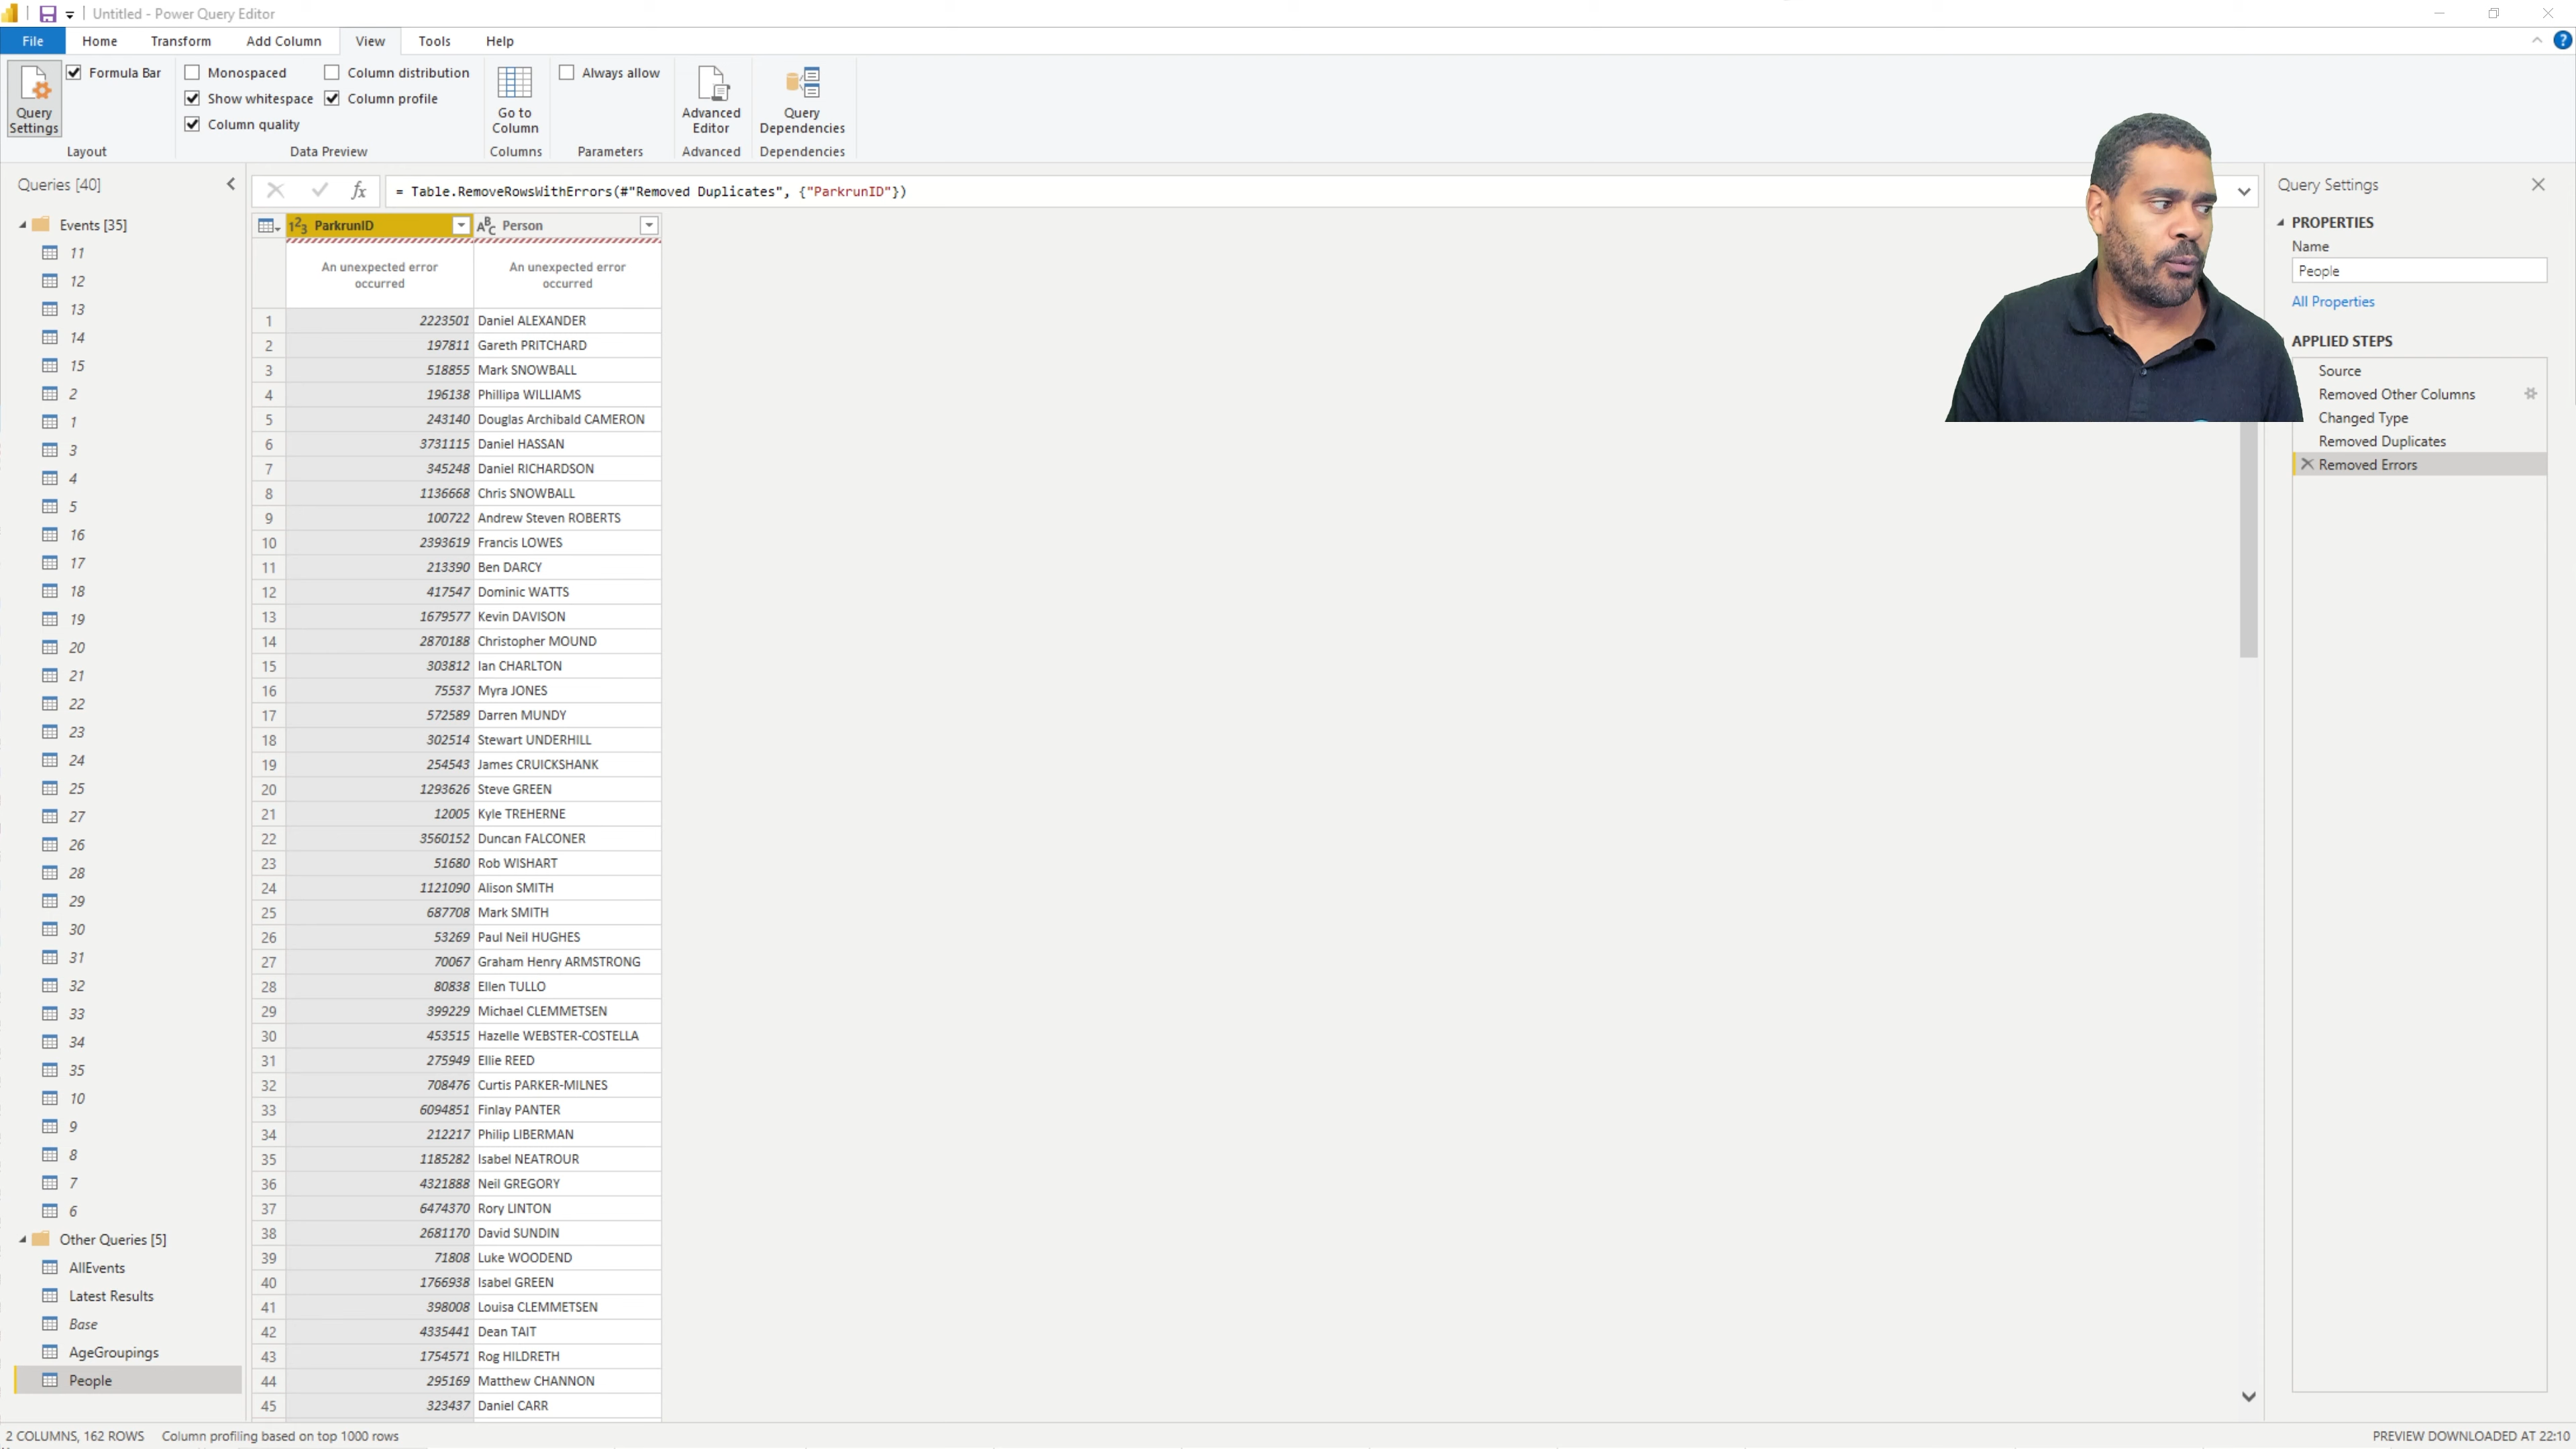 Untitled - Power Query Editor
File Home Transform Add Column View Tools Help
Query Settings
Formula Bar
Monospaced
Show whitespace
Column quality
Column distribution
Column profile
Go to Column
Always allow
Advanced Editor
Query Dependencies
Layout Data Preview Columns Parameters Advanced Dependencies
Queries [40]
Events [35]
11
12
13
14
15
2
1
3
4
5
16
17
18
19
20
21
22
23
24
25
27
26
28
29
30
31
32
33
34
35
10
9
8
7
6
Other Queries [5]
AllEvents
Latest Results
Base
AgeGroupings
People
fx = Table.RemoveRowsWithErrors(#"Removed Duplicates", {"ParkrunID"})
123 ParkrunID ABC Person
An unexpected error occurred An unexpected error occurred
1 2223501 Daniel ALEXANDER
2 197811 Gareth PRITCHARD
3 518855 Mark SNOWBALL
4 196138 Phillipa WILLIAMS
5 243140 Douglas Archibald CAMERON
6 3731115 Daniel HASSAN
7 345248 Daniel RICHARDSON
8 1136668 Chris SNOWBALL
9 100722 Andrew Steven ROBERTS
10 2393619 Francis LOWES
11 213390 Ben DARCY
12 417547 Dominic WATTS
13 1679577 Kevin DAVISON
14 2870188 Christopher MOUND
15 303812 Ian CHARLTON
16 75537 Myra JONES
17 572589 Darren MUNDY
18 302514 Stewart UNDERHILL
19 254543 James CRUICKSHANK
20 1293626 Steve GREEN
21 12005 Kyle TREHERNE
22 3560152 Duncan FALCONER
23 51680 Rob WISHART
24 1121090 Alison SMITH
25 687708 Mark SMITH
26 53269 Paul Neil HUGHES
27 70067 Graham Henry ARMSTRONG
28 80838 Ellen TULLO
29 399229 Michael CLEMMETSEN
30 453515 Hazelle WEBSTER-COSTELLA
31 275949 Ellie REED
32 708476 Curtis PARKER-MILNES
33 6094851 Finlay PANTER
34 212217 Philip LIBERMAN
35 1185282 Isabel NEATROUR
36 4321888 Neil GREGORY
37 6474370 Rory LINTON
38 2681170 David SUNDIN
39 71808 Luke WOODEND
40 1766938 Isabel GREEN
41 398008 Louisa CLEMMETSEN
42 4335441 Dean TAIT
43 1754571 Rog HILDRETH
44 295169 Matthew CHANNON
45 323437 Daniel CARR
Query Settings
PROPERTIES
Name
People
All Properties
APPLIED STEPS
Source
Removed Other Columns
Changed Type
Removed Duplicates
Removed Errors
2 COLUMNS, 162 ROWS Column profiling based on top 1000 rows
PREVIEW DOWNLOADED AT 22:10